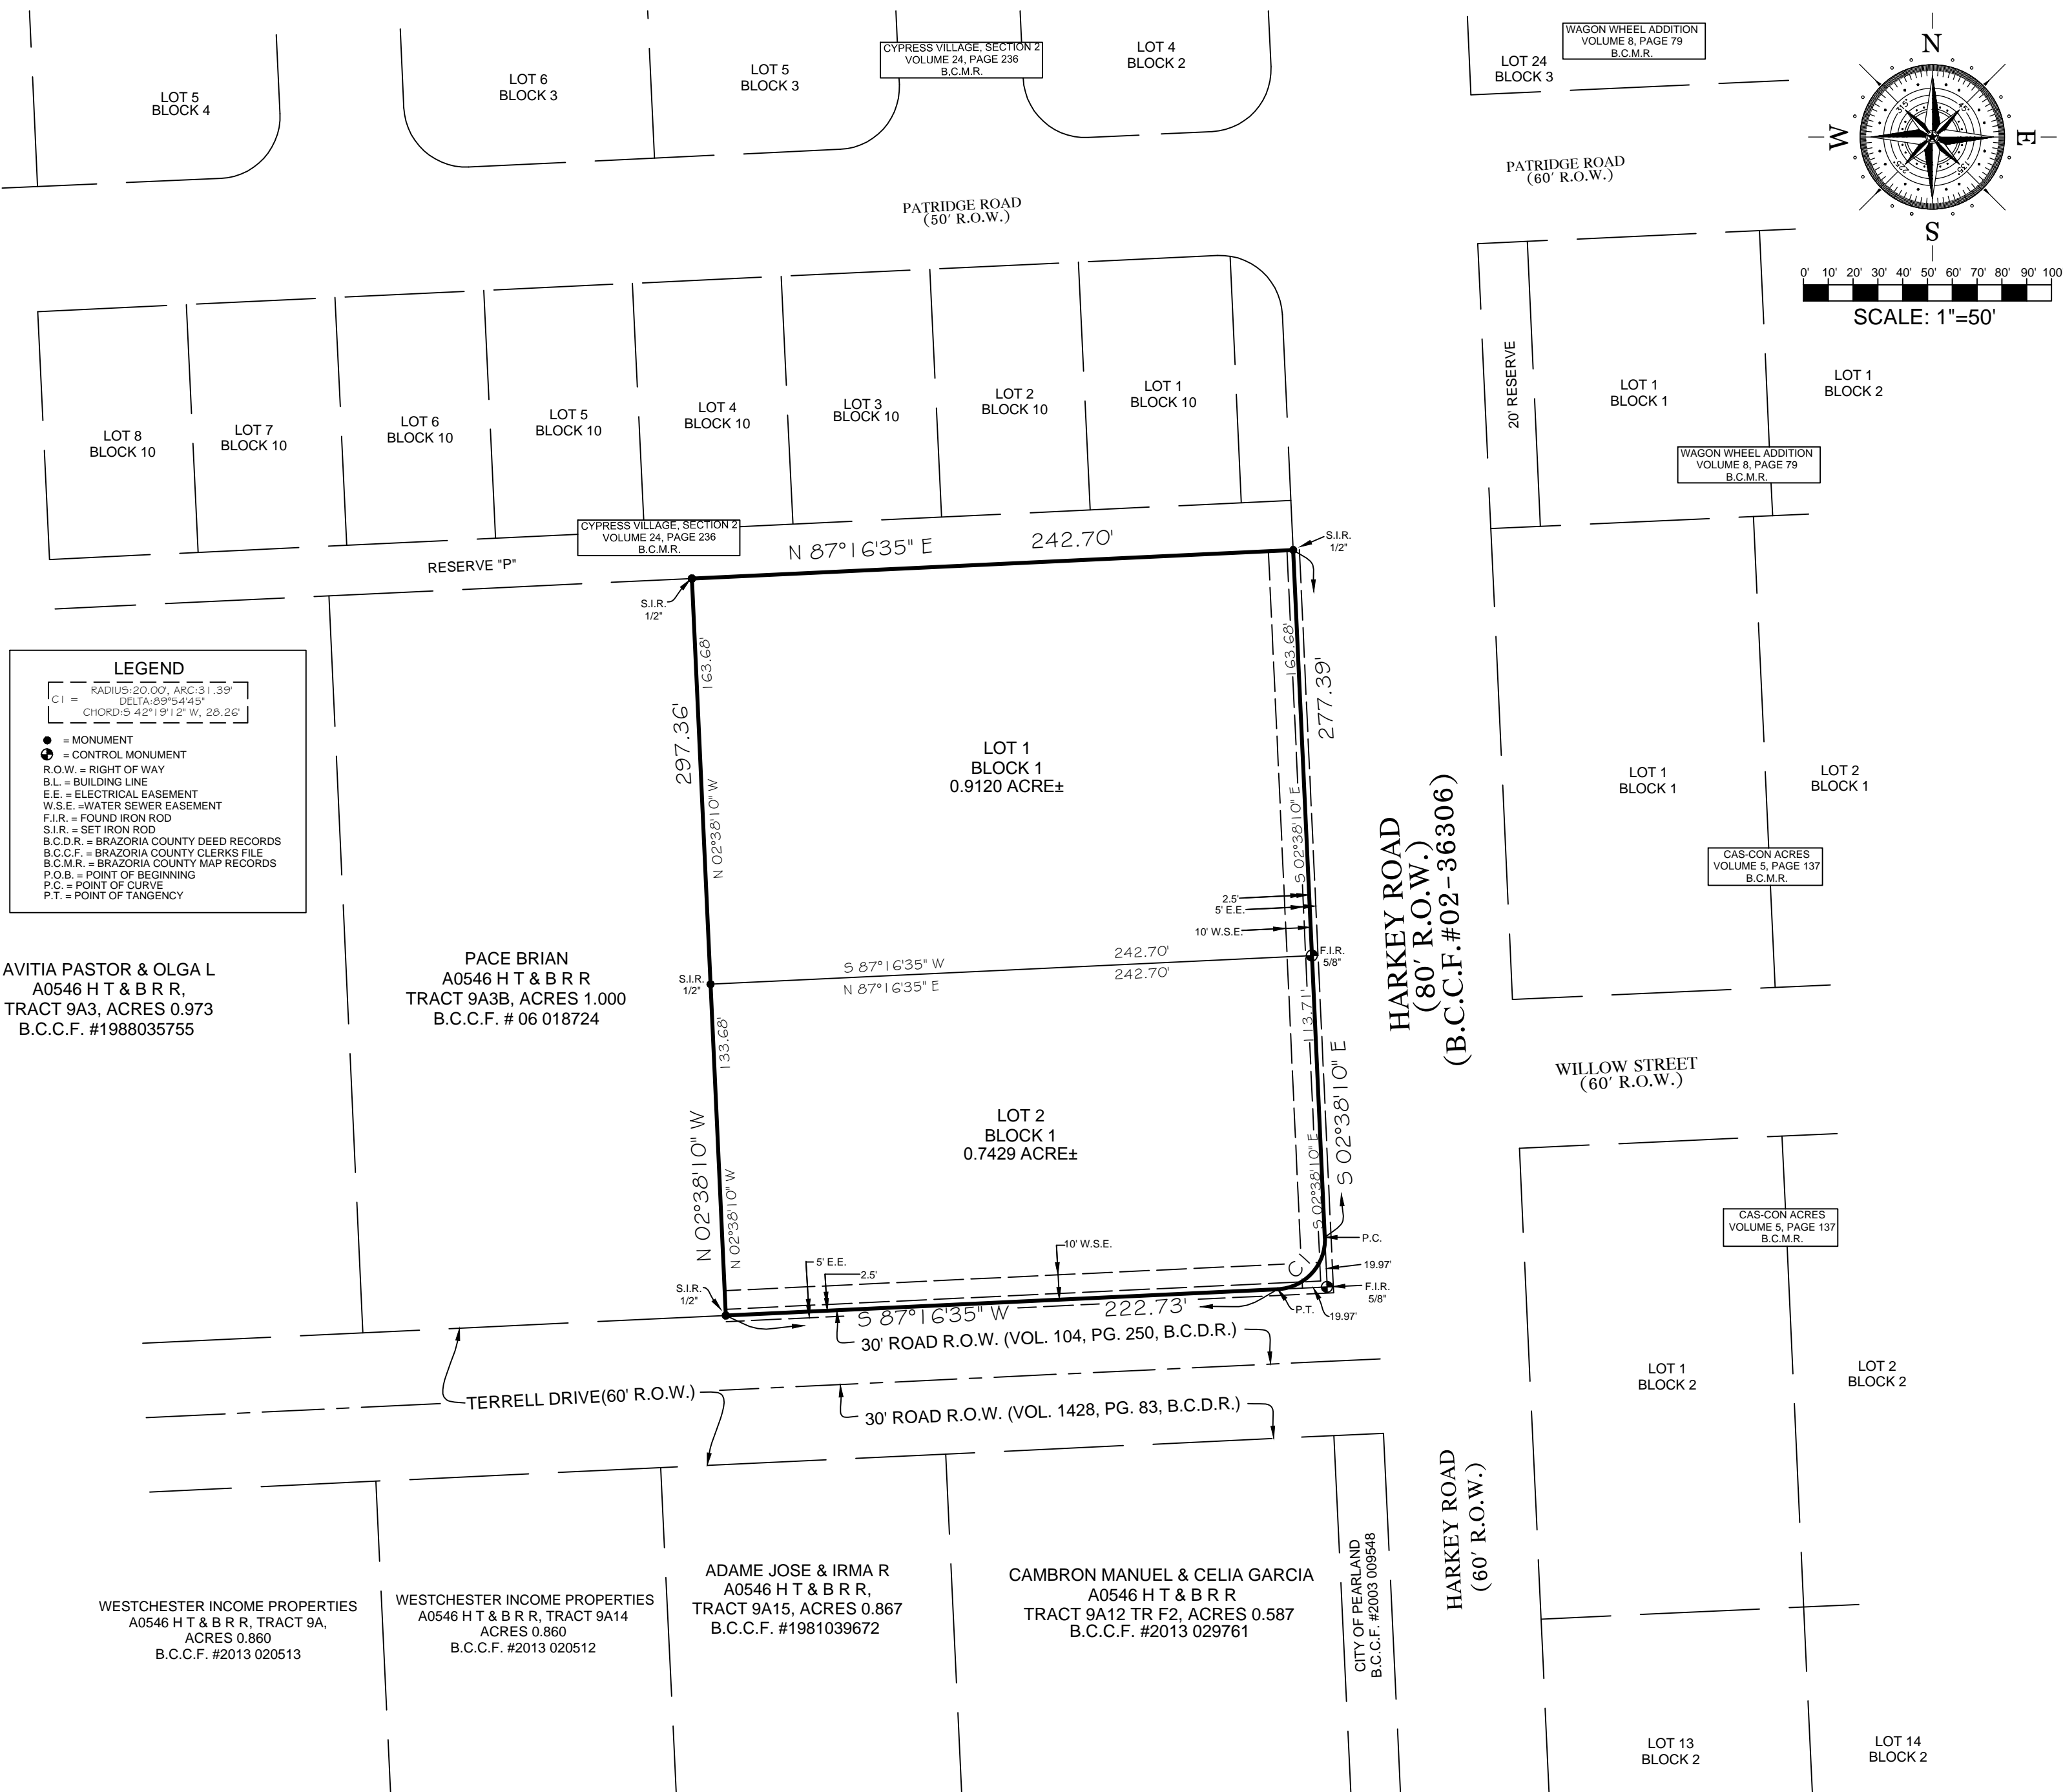 LOT 5
BLOCK 4
LOT 6
BLOCK 3
LOT 5
BLOCK 3
CYPRESS VILLAGE, SECTION 2
VOLUME 24, PAGE 236
B.C.M.R.
LOT 4
BLOCK 2
LOT 24
BLOCK 3
WAGON WHEEL ADDITION
VOLUME 8, PAGE 79
B.C.M.R.
N
W
E
S
315°
45°
225°
135°
PATRIDGE ROAD
(50' R.O.W.)
PATRIDGE ROAD
(60' R.O.W.)
0' 10' 20' 30' 40' 50' 60' 70' 80' 90' 100
SCALE: 1"=50'
LOT 8
BLOCK 10
LOT 7
BLOCK 10
LOT 6
BLOCK 10
LOT 5
BLOCK 10
LOT 4
BLOCK 10
LOT 3
BLOCK 10
LOT 2
BLOCK 10
LOT 1
BLOCK 10
20' RESERVE
LOT 1
BLOCK 1
LOT 1
BLOCK 2
WAGON WHEEL ADDITION
VOLUME 8, PAGE 79
B.C.M.R.
CYPRESS VILLAGE, SECTION 2
VOLUME 24, PAGE 236
B.C.M.R.
RESERVE "P"
N 87°16'35" E 242.70'
S.I.R.
1/2"
S.I.R.
1/2"
LEGEND
C1 =
RADIUS:20.00', ARC:31.39'
DELTA:89°54'45"
CHORD:S 42°19'12" W, 28.26'
= MONUMENT
= CONTROL MONUMENT
R.O.W. = RIGHT OF WAY
B.L. = BUILDING LINE
E.E. = ELECTRICAL EASEMENT
W.S.E. =WATER SEWER EASEMENT
F.I.R. = FOUND IRON ROD
S.I.R. = SET IRON ROD
B.C.D.R. = BRAZORIA COUNTY DEED RECORDS
B.C.C.F. = BRAZORIA COUNTY CLERKS FILE
B.C.M.R. = BRAZORIA COUNTY MAP RECORDS
P.O.B. = POINT OF BEGINNING
P.C. = POINT OF CURVE
P.T. = POINT OF TANGENCY
163.68'
297.36'
N 02°38'10" W
LOT 1
BLOCK 1
0.9120 ACRE±
163.68'
277.39'
S 02°38'10" E
2.5'
5' E.E.
10' W.S.E.
F.I.R.
5/8"
HARKEY ROAD
(80' R.O.W.)
(B.C.C.F.#02-36306)
LOT 1
BLOCK 1
LOT 2
BLOCK 1
CAS-CON ACRES
VOLUME 5, PAGE 137
B.C.M.R.
AVITIA PASTOR & OLGA L
A0546 H T & B R R,
TRACT 9A3, ACRES 0.973
B.C.C.F. #1988035755
PACE BRIAN
A0546 H T & B R R
TRACT 9A3B, ACRES 1.000
B.C.C.F. # 06 018724
S.I.R.
1/2"
S 87°16'35" W 242.70'
N 87°16'35" E 242.70'
133.68'
N 02°38'10" W
N 02°38'10" W
LOT 2
BLOCK 1
0.7429 ACRE±
113.71'
S 02°38'10" E
S 02°38'10" E
WILLOW STREET
(60' R.O.W.)
CAS-CON ACRES
VOLUME 5, PAGE 137
B.C.M.R.
P.C.
19.97'
F.I.R.
5/8"
C1
P.T.
19.97'
S.I.R.
1/2"
5' E.E.
2.5'
10' W.S.E.
S 87°16'35" W 222.73'
30' ROAD R.O.W. (VOL. 104, PG. 250, B.C.D.R.)
TERRELL DRIVE(60' R.O.W.)
30' ROAD R.O.W. (VOL. 1428, PG. 83, B.C.D.R.)
LOT 1
BLOCK 2
LOT 2
BLOCK 2
WESTCHESTER INCOME PROPERTIES
A0546 H T & B R R, TRACT 9A,
ACRES 0.860
B.C.C.F. #2013 020513
WESTCHESTER INCOME PROPERTIES
A0546 H T & B R R, TRACT 9A14
ACRES 0.860
B.C.C.F. #2013 020512
ADAME JOSE & IRMA R
A0546 H T & B R R,
TRACT 9A15, ACRES 0.867
B.C.C.F. #1981039672
CAMBRON MANUEL & CELIA GARCIA
A0546 H T & B R R
TRACT 9A12 TR F2, ACRES 0.587
B.C.C.F. #2013 029761
CITY OF PEARLAND
B.C.C.F. #2003 009548
HARKEY ROAD
(60' R.O.W.)
LOT 13
BLOCK 2
LOT 14
BLOCK 2